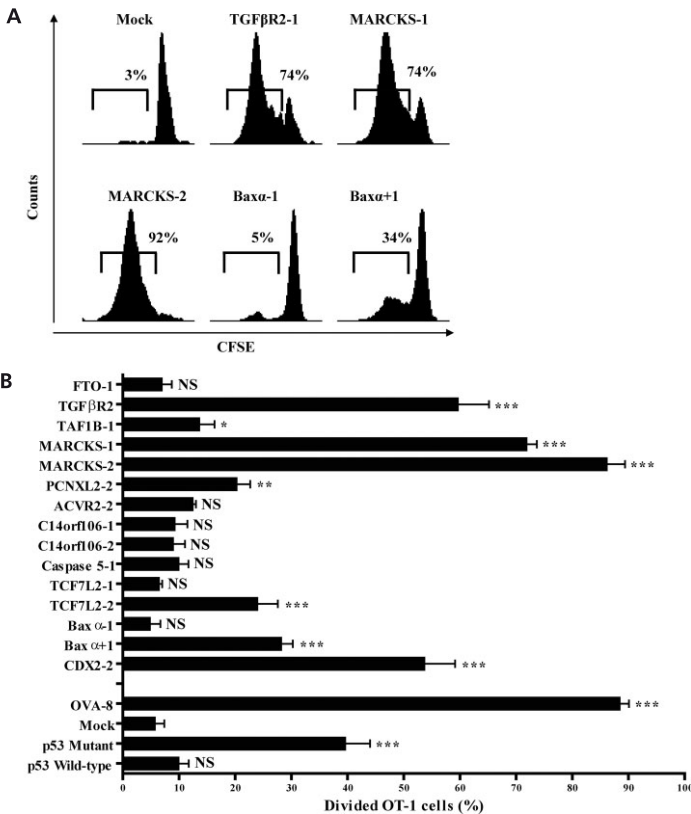 A
Mock TGFβR2-1 MARCKS-1
3% 74% 74%
MARCKS-2 Baxα-1 Baxα+1
92% 5% 34%
Counts
CFSE
B
FTO-1 NS
TGFβR2 ***
TAF1B-1 *
MARCKS-1 ***
MARCKS-2 ***
PCNXL2-2 **
ACVR2-2 NS
C14orf106-1 NS
C14orf106-2 NS
Caspase 5-1 NS
TCF7L2-1 NS
TCF7L2-2 ***
Bax α-1 NS
Bax α+1 ***
CDX2-2 ***
OVA-8 ***
Mock
p53 Mutant ***
p53 Wild-type NS
0 10 20 30 40 50 60 70 80 90 100
Divided OT-1 cells (%)